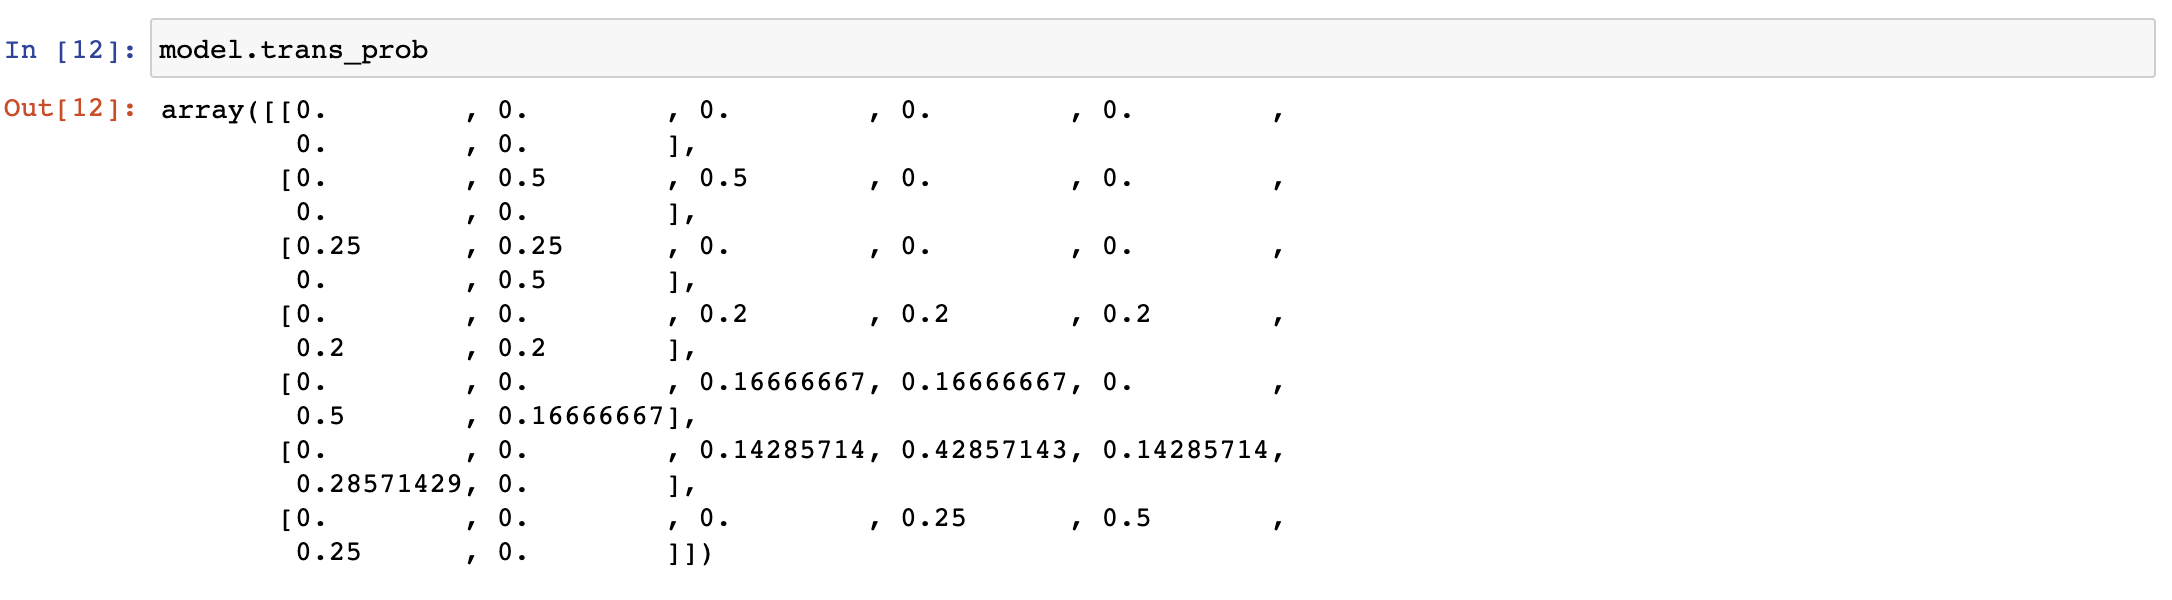 In [12]: model.trans_prob
Out[12]: array([[0.        , 0.        , 0.        , 0.        , 0.        ,
        0.        , 0.        ],
       [0.        , 0.5       , 0.5       , 0.        , 0.        ,
        0.        , 0.        ],
       [0.25      , 0.25      , 0.        , 0.        , 0.        ,
        0.        , 0.5       ],
       [0.        , 0.        , 0.2       , 0.2       , 0.2       ,
        0.2       , 0.2       ],
       [0.        , 0.        , 0.16666667, 0.16666667, 0.        ,
        0.5       , 0.16666667],
       [0.        , 0.        , 0.14285714, 0.42857143, 0.14285714,
        0.28571429, 0.        ],
       [0.        , 0.        , 0.        , 0.25      , 0.5       ,
        0.25      , 0.        ]])